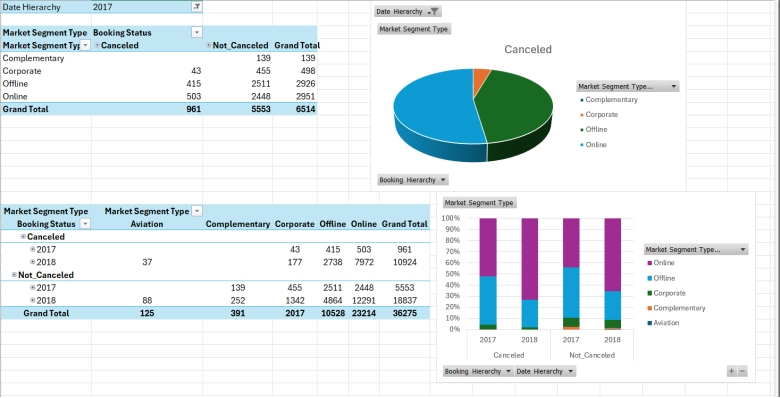 Date Hierarchy 2017
Market Segment Type Booking Status
Market Segment Typ Canceled Not_Canceled Grand Total
Complementary 139 139
Corporate 43 455 498
Offline 415 2511 2926
Online 503 2448 2951
Grand Total 961 5553 6514
Date Hierarchy
Market Segment Type
Canceled
Market Segment Type...
Complementary
Corporate
Offline
Online
Booking Hierarchy
Market Segment Type Market Segment Type
Booking Status Aviation Complementary Corporate Offline Online Grand Total
Canceled
2017 43 415 503 961
2018 37 177 2738 7972 10924
Not_Canceled
2017 139 455 2511 2448 5553
2018 88 252 1342 4864 12291 18837
Grand Total 125 391 2017 10528 23214 36275
Market Segment Type
100%
90%
80%
70%
60%
50%
40%
30%
20%
10%
0%
2017 2018 2017 2018
Canceled Not_Canceled
Market Segment Type...
Online
Offline
Corporate
Complementary
Aviation
Booking Hierarchy Date Hierarchy
+ −